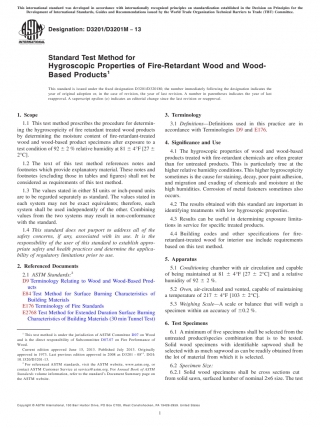 This international standard was developed in accordance with internationally recognized principles on standardization established in the Decision on Principles for the
Development of International Standards, Guides and Recommendations issued by the World Trade Organization Technical Barriers to Trade (TBT) Committee.
Designation: D3201/D3201M − 13
INTERNATIONAL
Standard Test Method for
Hygroscopic Properties of Fire-Retardant Wood and Wood-
Based Products1
This standard is issued under the fixed designation D3201/D3201M; the number immediately following the designation indicates the
year of original adoption or, in the case of revision, the year of last revision. A number in parentheses indicates the year of last
reapproval. A superscript epsilon (ε) indicates an editorial change since the last revision or reapproval.
1. Scope
1.1 This test method prescribes the procedure for determin-
ing the hygroscopicity of fire retardant treated wood products
by determining the moisture content of fire-retardant-treated
wood and wood-based product specimens after exposure to a
test condition of 92 ± 2 % relative humidity at 81 ± 4°F [27 ±
2°C].
1.2 The text of this test method references notes and
footnotes which provide explanatory material. These notes and
footnotes (excluding those in tables and figures) shall not be
considered as requirements of this test method.
1.3 The values stated in either SI units or inch-pound units
are to be regarded separately as standard. The values stated in
each system may not be exact equivalents; therefore, each
system shall be used independently of the other. Combining
values from the two systems may result in non-conformance
with the standard.
1.4 This standard does not purport to address all of the
safety concerns, if any, associated with its use. It is the
responsibility of the user of this standard to establish appro-
priate safety and health practices and determine the applica-
bility of regulatory limitations prior to use.
2. Referenced Documents
2.1 ASTM Standards:2
D9 Terminology Relating to Wood and Wood-Based Prod-
ucts
E84 Test Method for Surface Burning Characteristics of
Building Materials
E176 Terminology of Fire Standards
E2768 Test Method for Extended Duration Surface Burning
Characteristics of Building Materials (30 min Tunnel Test)
1 This test method is under the jurisdiction of ASTM Committee D07 on Wood
and is the direct responsibility of Subcommittee D07.07 on Fire Performance of
Wood.
2 For referenced ASTM standards, visit the ASTM website, www.astm.org, or
contact ASTM Customer Service at service@astm.org. For Annual Book of ASTM
Standards volume information, refer to the standard's Document Summary page on
the ASTM website.
3. Terminology
3.1 Definitions—Definitions used in this practice are in
accordance with Terminologies D9 and E176.
4. Significance and Use
4.1 The hygroscopic properties of wood and wood-based
products treated with fire-retardant chemicals are often greater
than for untreated products. This is particularly true at the
higher relative humidity conditions. This higher hygroscopicity
sometimes is the cause for staining, decay, poor paint adhesion,
and migration and exuding of chemicals and moisture at the
high humidities. Corrosion of metal fasteners sometimes also
occurs.
4.2 The results obtained with this standard are important in
identifying treatments with low hygroscopic properties.
4.3 Results can be useful in determining exposure limita-
tions in service for specific treated products.
4.4 Building codes and other specifications for fire-
retardant-treated wood for interior use include requirements
based on this test method.
5. Apparatus
5.1 Conditioning chamber with air circulation and capable
of being maintained at 81 ± 4°F [27 ± 2°C] and a relative
humidity of 92 ± 2 %.
5.2 Oven, air-circulated and vented, capable of maintaining
a temperature of 217 ± 4°F [103 ± 2°C].
5.3 Weighing Scale—A scale or balance that will weigh a
specimen within an accuracy of ±0.2 %.
6. Test Specimens
6.1 A minimum of five specimens shall be selected from the
untreated product/species combination that is to be tested.
Solid wood specimens with identifiable sapwood shall be
selected with as much sapwood as can be readily obtained from
the lot of material from which it is selected.
6.2 Specimen Size:
6.2.1 Solid wood specimens shall be cross sections cut
from solid sawn, surfaced lumber of nominal 2x6 size. The test
1